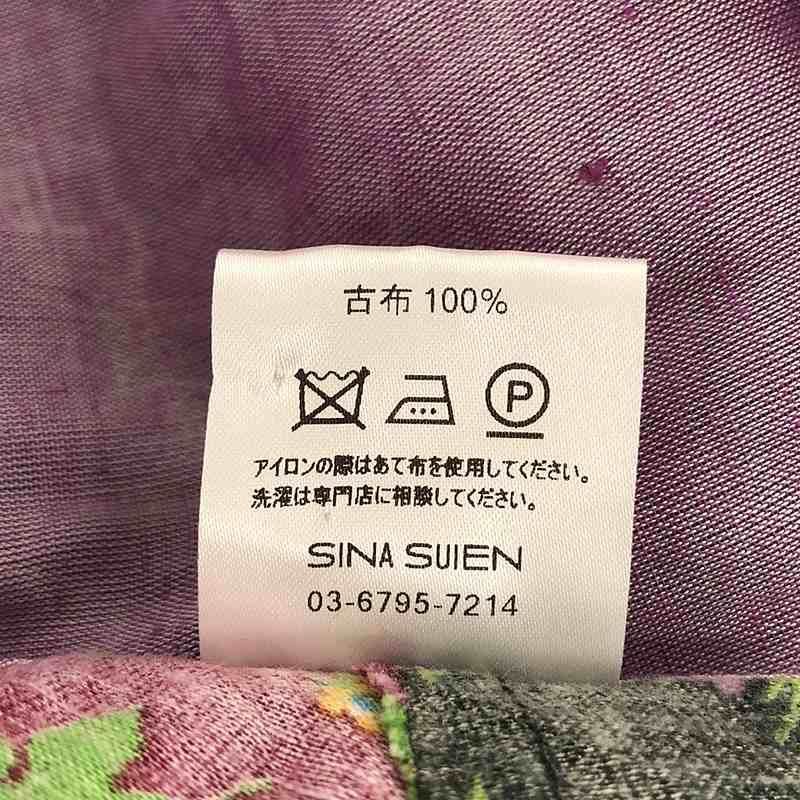 古布 100%
P
アイロンの際はあて布を使用してください。
洗濯は専門店に相談してください。
SINA SUIEN
03-6795-7214